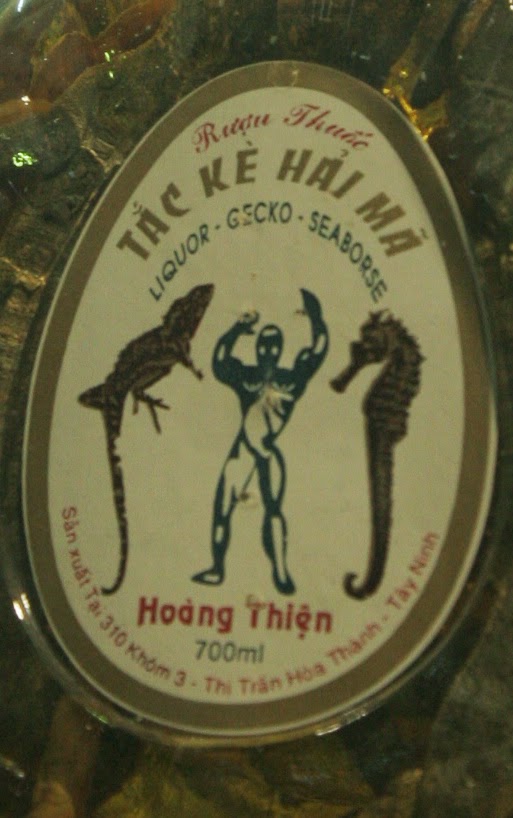 Rượu Thuốc
TẮC KÈ HẢI MÃ
LIQUOR - GECKO - SEABORSE
Hoàng Thiện
700ml
Sản xuất Tại: 310 Khóm 3 - Thị Trấn Hòa Thành - Tây Ninh